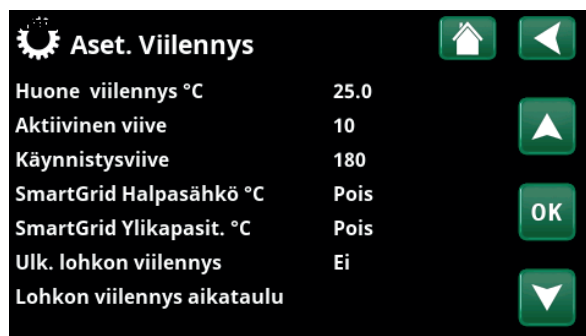 Aset. Viilennys
Huone viilennys °C 25.0
Aktiivinen viive 10
Käynnistysviive 180
SmartGrid Halpasähkö °C Pois
SmartGrid Ylikapasit. °C Pois
OK
Ulk. lohkon viilennys Ei
Lohkon viilennys aikataulu